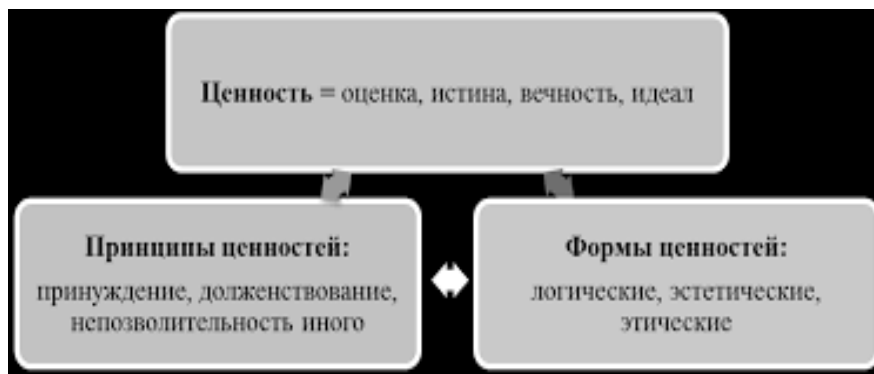 Ценность = оценка, истина, вечность, идеал
Принципы ценностей:
принуждение, долженствование,
непозволительность иного
Формы ценностей:
логические, эстетические,
этические